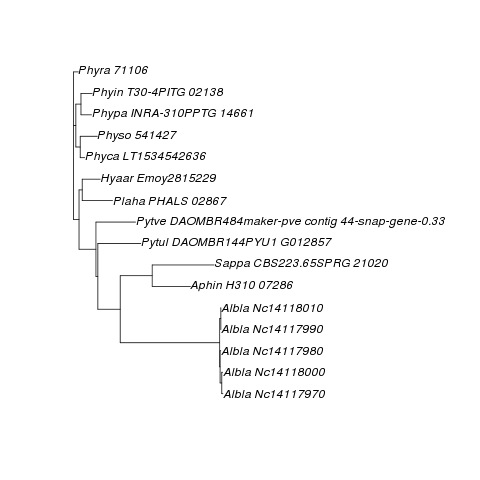 Phyra 71106
Phyin T30-4PITG 02138
Phypa INRA-310PPTG 14661
Physo 541427
Phyca LT1534542636
Hyaar Emoy2815229
Plaha PHALS 02867
Pytve DAOMBR484maker-pve contig 44-snap-gene-0.33
Pytul DAOMBR144PYU1 G012857
Sappa CBS223.65SPRG 21020
Aphin H310 07286
Albla Nc14118010
Albla Nc14117990
Albla Nc14117980
Albla Nc14118000
Albla Nc14117970